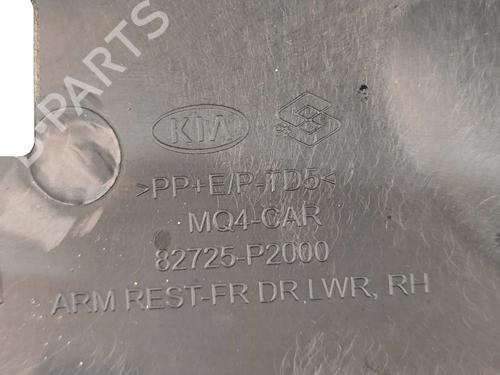 B-PARTS
KIA
>PP+E/P-TD5<
MQ4-CAR
82725-P2000
ARM REST-FR DR LWR, RH